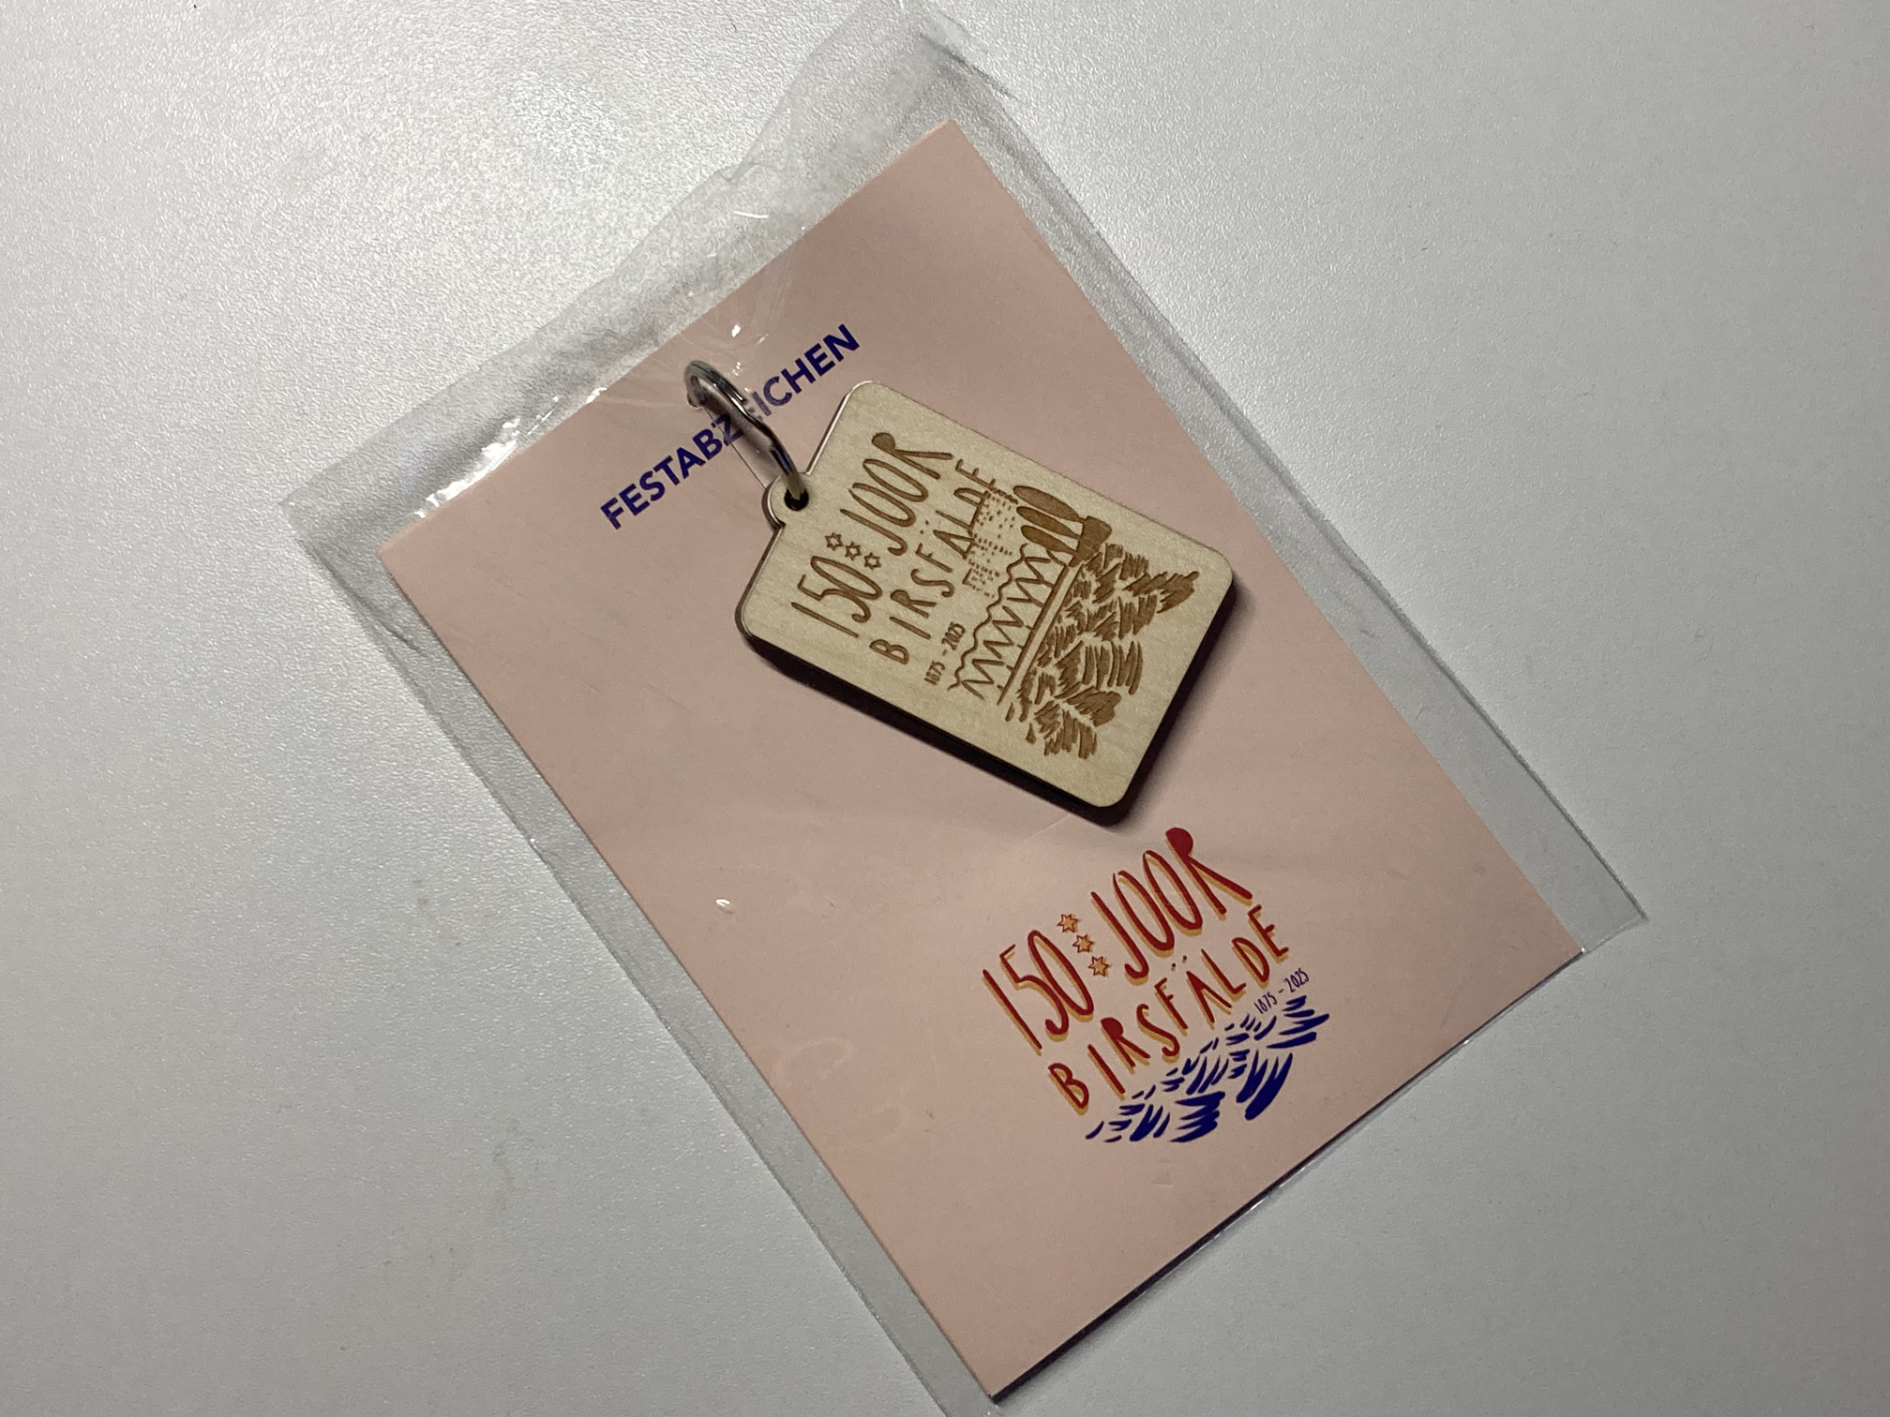 FESTABZEICHEN
150 JOOR
BIRSFÄLDE
1875 - 2025
150 JOOR
BIRSFÄLDE
1875 - 2025